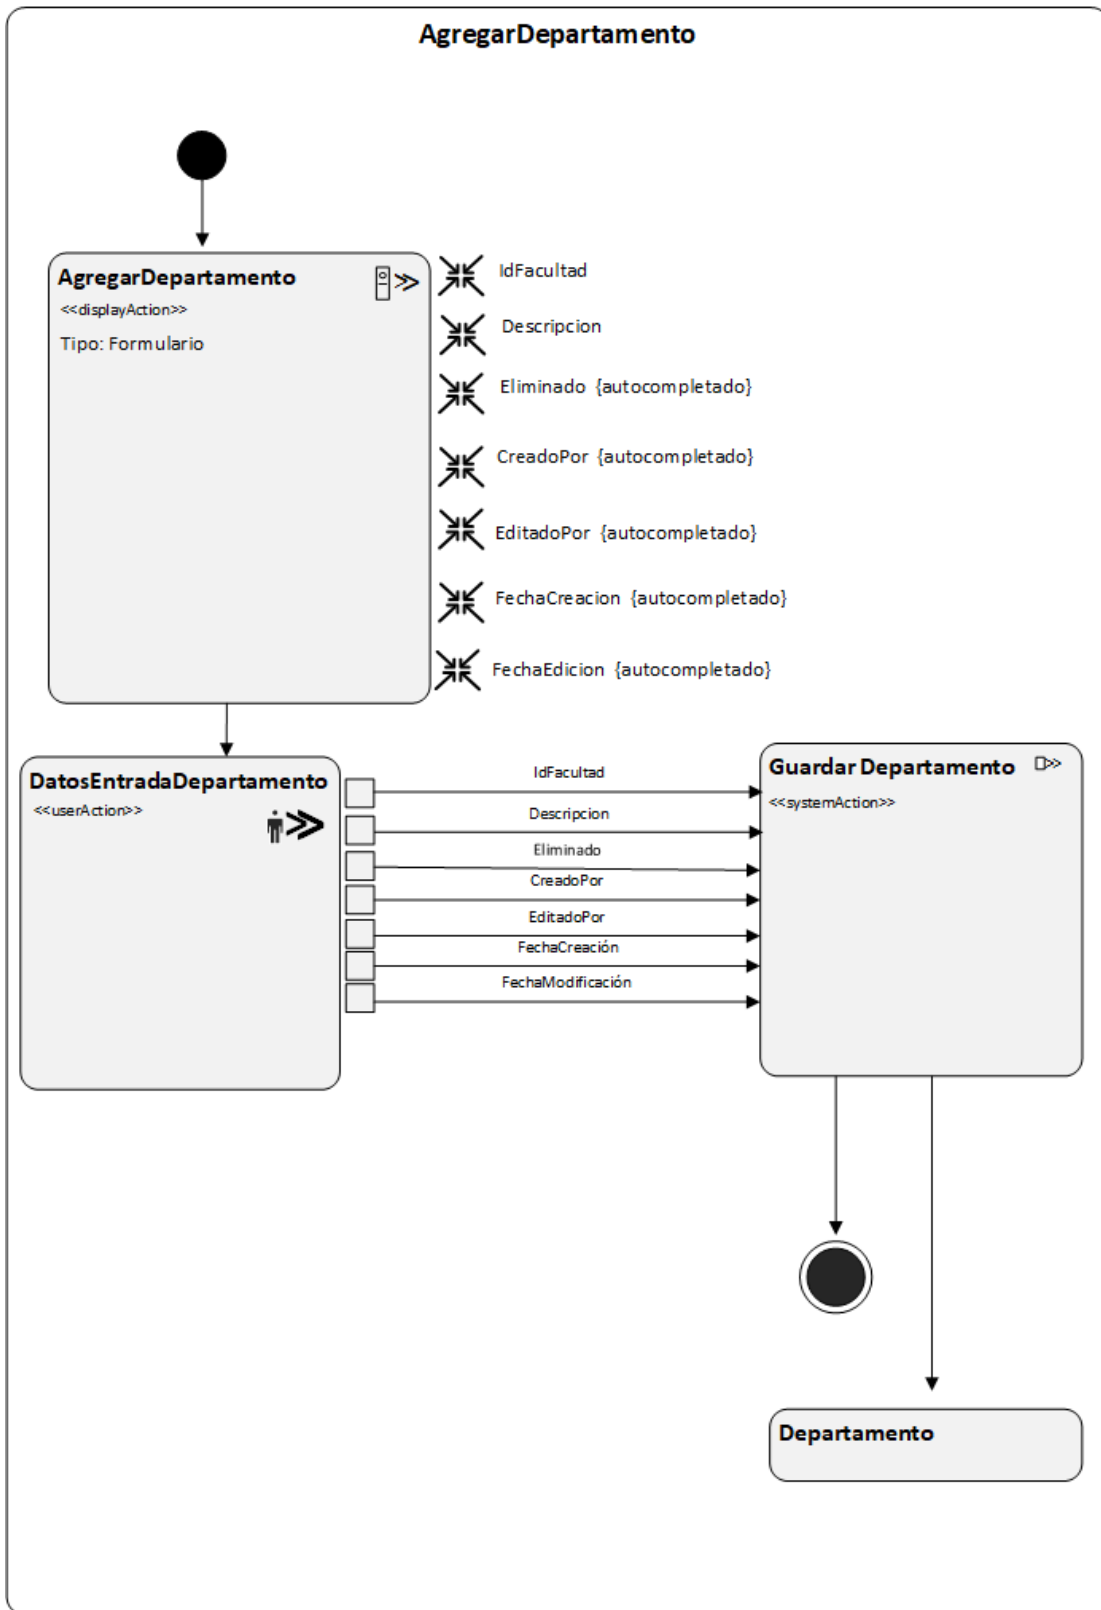 AgregarDepartamento
AgregarDepartamento
<<displayAction>>
Tipo: Formulario
IdFacultad
Descripcion
Eliminado {autocompletado}
CreadoPor {autocompletado}
EditadoPor {autocompletado}
FechaCreacion {autocompletado}
FechaEdicion {autocompletado}
DatosEntradaDepartamento
<<userAction>>
IdFacultad
Descripcion
Eliminado
CreadoPor
EditadoPor
FechaCreación
FechaModificación
Guardar Departamento
<<systemAction>>
Departamento